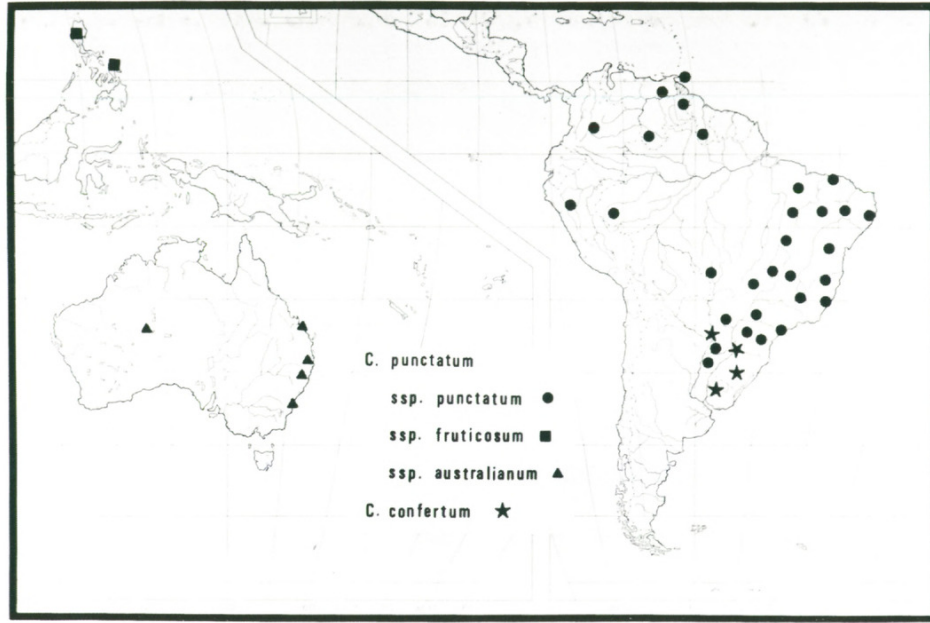 C. punctatum
ssp. punctatum
ssp. fruticosum
ssp. australianum
C. confertum